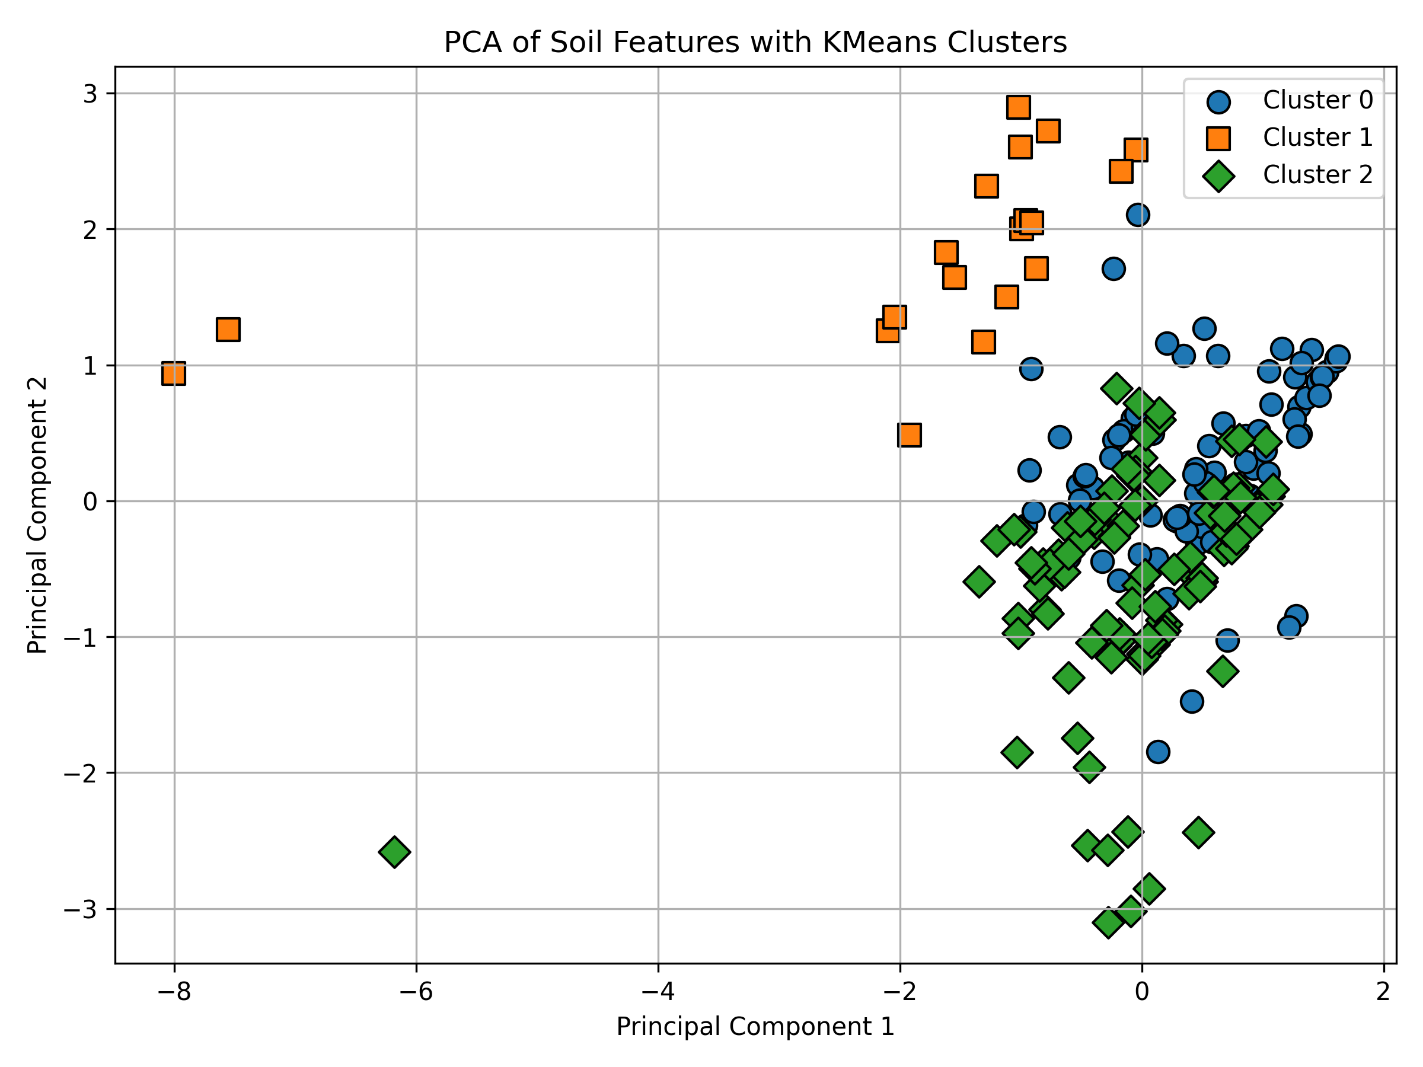 PCA of Soil Features with KMeans Clusters
Cluster 0
Cluster 1
Cluster 2
3
2
1
0
−1
−2
−3
Principal Component 2
−8
−6
−4
−2
0
2
Principal Component 1